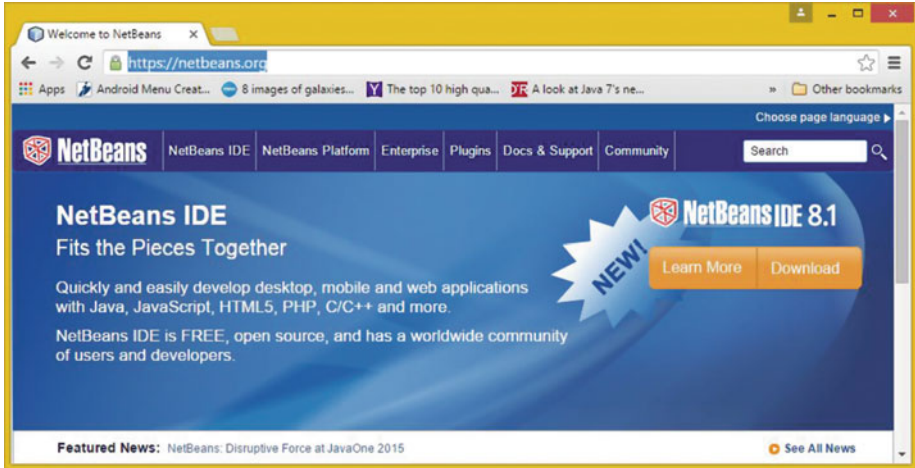 Welcome to NetBeans
https://netbeans.org
Apps Android Menu Creat... 8 images of galaxies... The top 10 high qua... A look at Java 7's ne... » Other bookmarks
Choose page language
NetBeans NetBeans IDE NetBeans Platform Enterprise Plugins Docs & Support Community Search
NetBeans IDE
Fits the Pieces Together
Quickly and easily develop desktop, mobile and web applications
with Java, JavaScript, HTML5, PHP, C/C++ and more.
NetBeans IDE is FREE, open source, and has a worldwide community
of users and developers.
NEW!
NetBeans IDE 8.1
Learn More Download
Featured News: NetBeans: Disruptive Force at JavaOne 2015 See All News